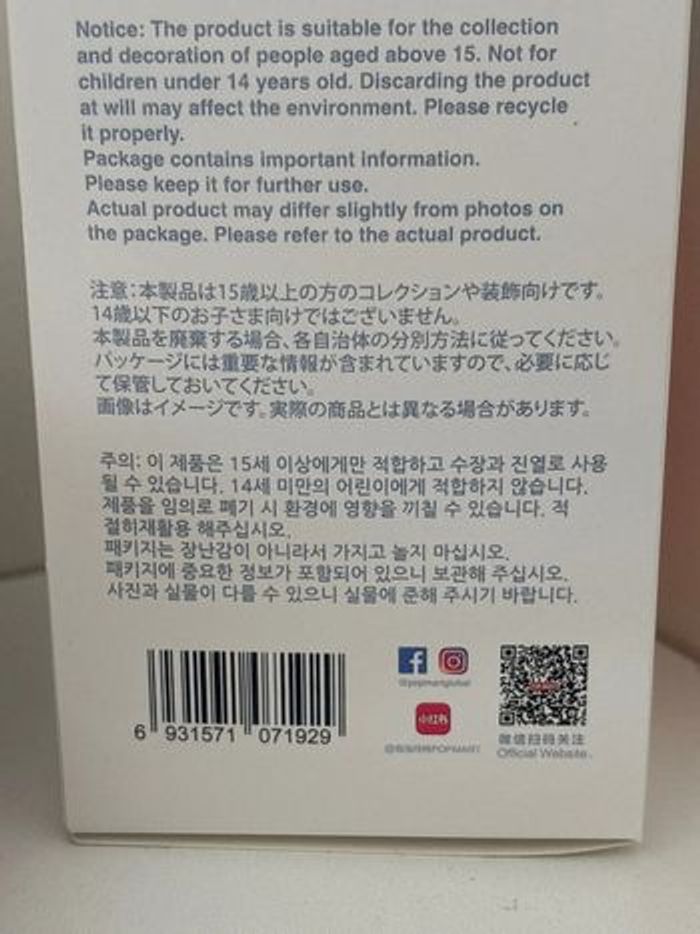 Notice: The product is suitable for the collection
and decoration of people aged above 15. Not for
children under 14 years old. Discarding the product
at will may affect the environment. Please recycle
it properly.
Package contains important information.
Please keep it for further use.
Actual product may differ slightly from photos on
the package. Please refer to the actual product.
注意：本製品は15歳以上の方のコレクションや装飾向けです。
14歳以下のお子さま向けではございません。
本製品を廃棄する場合、各自治体の分別方法に従ってください。
パッケージには重要な情報が含まれていますので、必要に応じ
て保管しておいてください。
画像はイメージです。実際の商品とは異なる場合があります。
주의: 이 제품은 15세 이상에게만 적합하고 수장과 진열로 사용
될 수 있습니다. 14세 미만의 어린이에게 적합하지 않습니다.
제품을 임의로 폐기 시 환경에 영향을 끼칠 수 있습니다. 적
절히재활용 해주십시오.
패키지는 장난감이 아니라서 가지고 놀지 마십시오.
패키지에 중요한 정보가 포함되어 있으니 보관해 주십시오.
사진과 실물이 다를 수 있으니 실물에 준해 주시기 바랍니다.
6 931571 071929
@popmartglobal
小红书
POPMART
微信扫码关注
Official Website